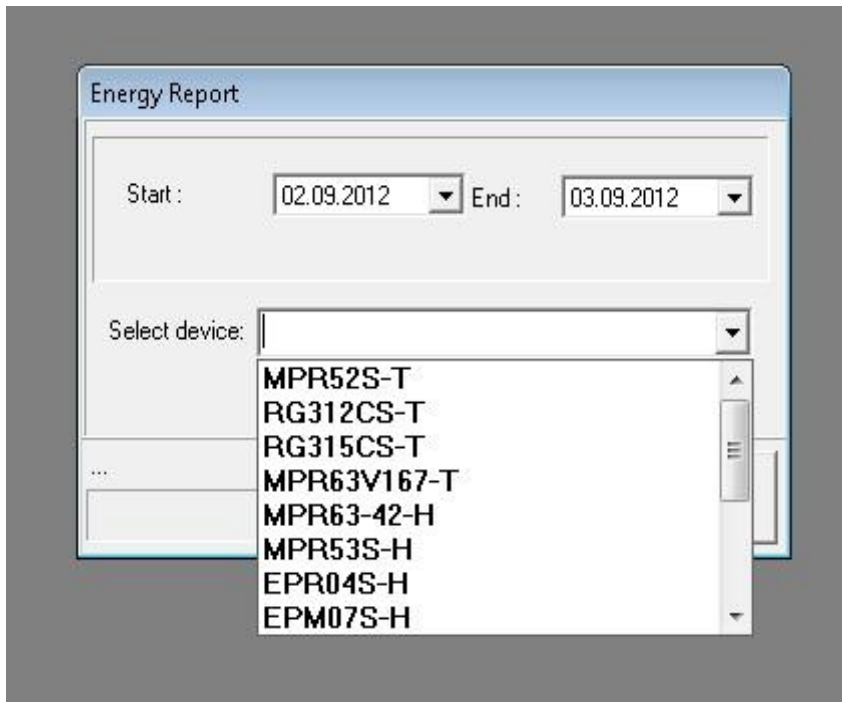 Energy Report
Start : 02.09.2012 End : 03.09.2012
Select device:
MPR52S-T
RG312CS-T
RG315CS-T
MPR63V167-T
MPR63-42-H
MPR53S-H
EPR04S-H
EPM07S-H
...